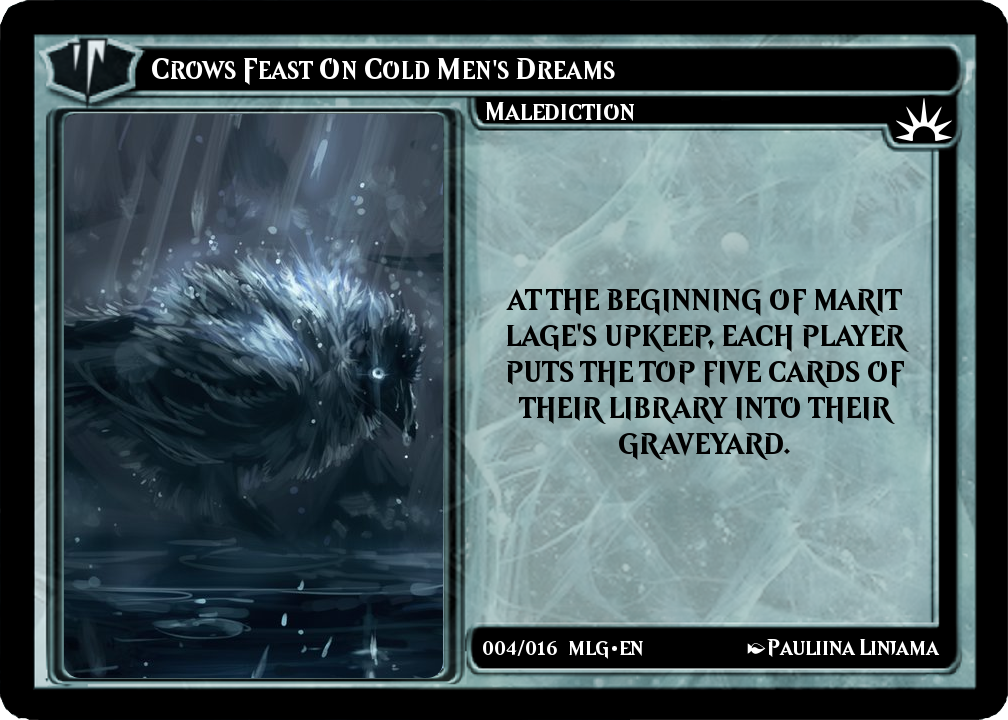 Crows Feast On Cold Men's Dreams
Malediction
AT THE BEGINNING OF MARIT
LAGE'S UPKEEP, EACH PLAYER
PUTS THE TOP FIVE CARDS OF
THEIR LIBRARY INTO THEIR
GRAVEYARD.
004/016 MLG•EN
Pauliina Linjama